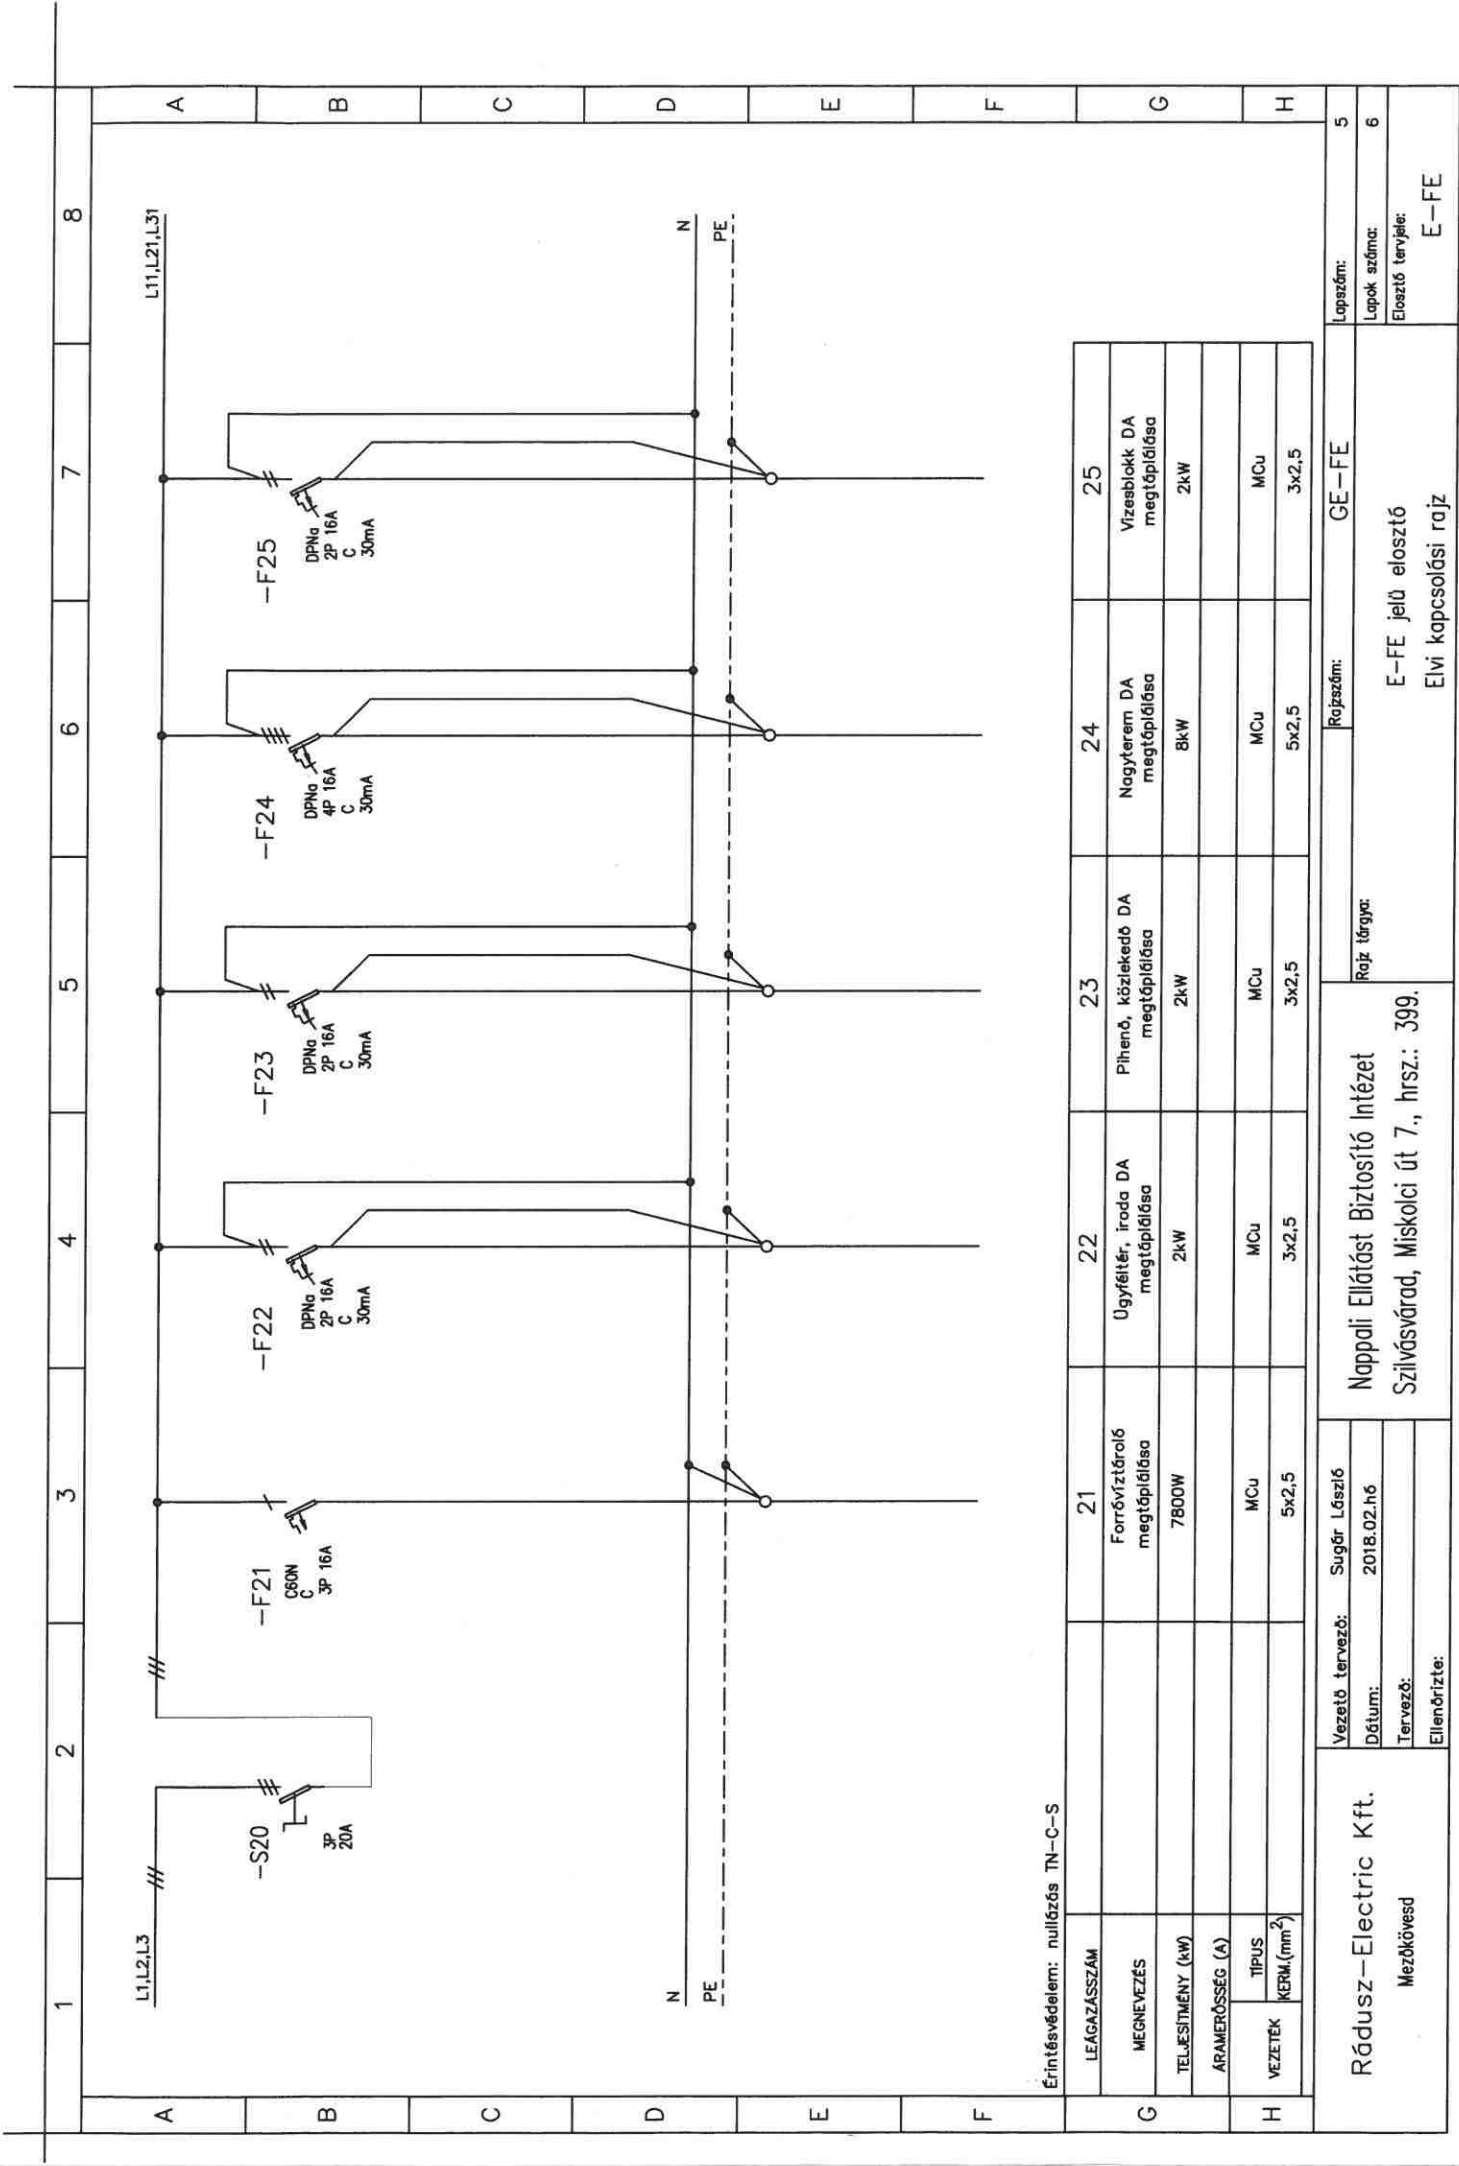 1 2 3 4 5 6 7 8
A
B
C
D
E
F
G
H
A
B
C
D
E
F
G
H
L1,L2,L3
L11,L21,L31
-S20
3P
20A
-F21
C60N
C
3P 16A
-F22
DPNa
2P 16A
C
30mA
-F23
DPNa
2P 16A
C
30mA
-F24
DPNa
4P 16A
C
30mA
-F25
DPNa
2P 16A
C
30mA
N
N
PE
PE
Érintésvédelem: nullázás TN-C-S
LEÁGAZÁSSZÁM 21 22 23 24 25
MEGNEVEZÉS
Forróvíztároló
megtáplálása
Ügyféltér, iroda DA
megtáplálása
Pihenő, közlekedő DA
megtáplálása
Nagyterem DA
megtáplálása
Vizesblokk DA
megtáplálása
TELJESÍTMÉNY (kW) 7800W 2kW 2kW 8kW 2kW
ÁRAMERŐSSÉG (A)
VEZETÉK
TÍPUS MCu MCu MCu MCu MCu
KERM.(mm²) 5x2,5 3x2,5 3x2,5 5x2,5 3x2,5
Rádusz-Electric Kft.
Mezőkövesd
Vezető tervező: Sugár László
Dátum: 2018.02.hó
Tervező:
Ellenőrizte:
Nappali Ellátást Biztosító Intézet
Szilvásvárad, Miskolci út 7., hrsz.: 399.
Rajzszám: GE-FE
Rajz tárgya:
E-FE jelű elosztó
Elvi kapcsolási rajz
Lapszám: 5
Lapok száma: 6
Elosztó tervjele:
E-FE